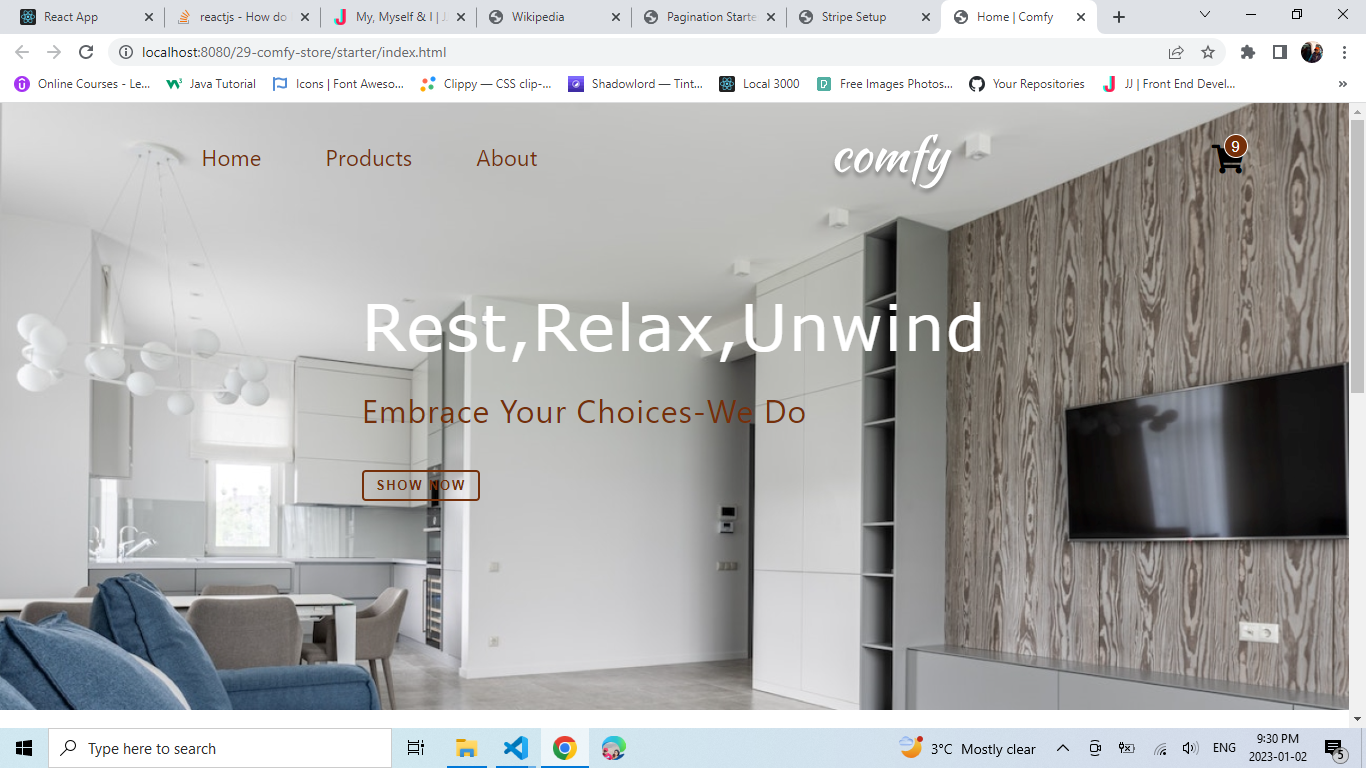 React App
reactjs - How do
My, Myself & I | J
Wikipedia
Pagination Starte
Stripe Setup
Home | Comfy
localhost:8080/29-comfy-store/starter/index.html
Online Courses - Le...
Java Tutorial
Icons | Font Aweso...
Clippy — CSS clip-...
Shadowlord — Tint...
Local 3000
Free Images Photos...
Your Repositories
JJ | Front End Devel...
»
Home
Products
About
comfy
9
Rest,Relax,Unwind
Embrace Your Choices-We Do
SHOW NOW
Type here to search
3°C Mostly clear
ENG
9:30 PM
2023-01-02
5